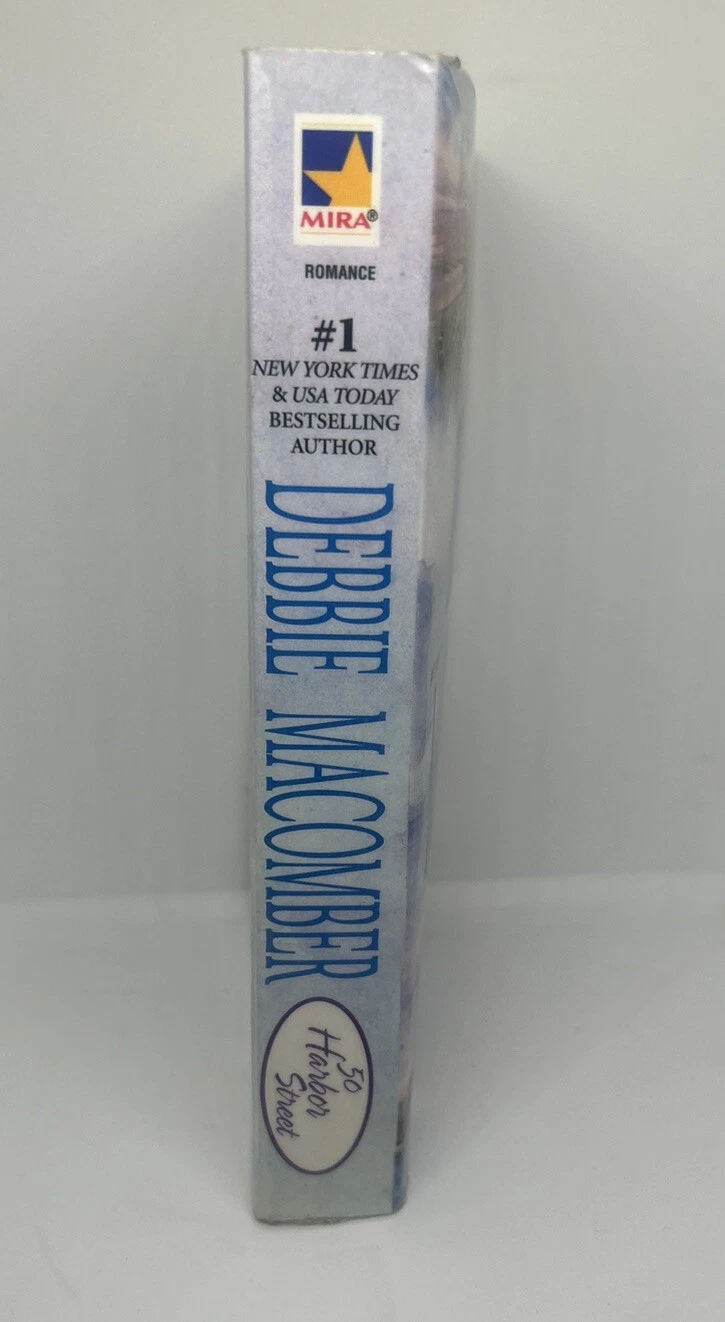 MIRA®
ROMANCE
#1
NEW YORK TIMES
& USA TODAY
BESTSELLING
AUTHOR
DEBBIE MACOMBER
50
Harbor
Street